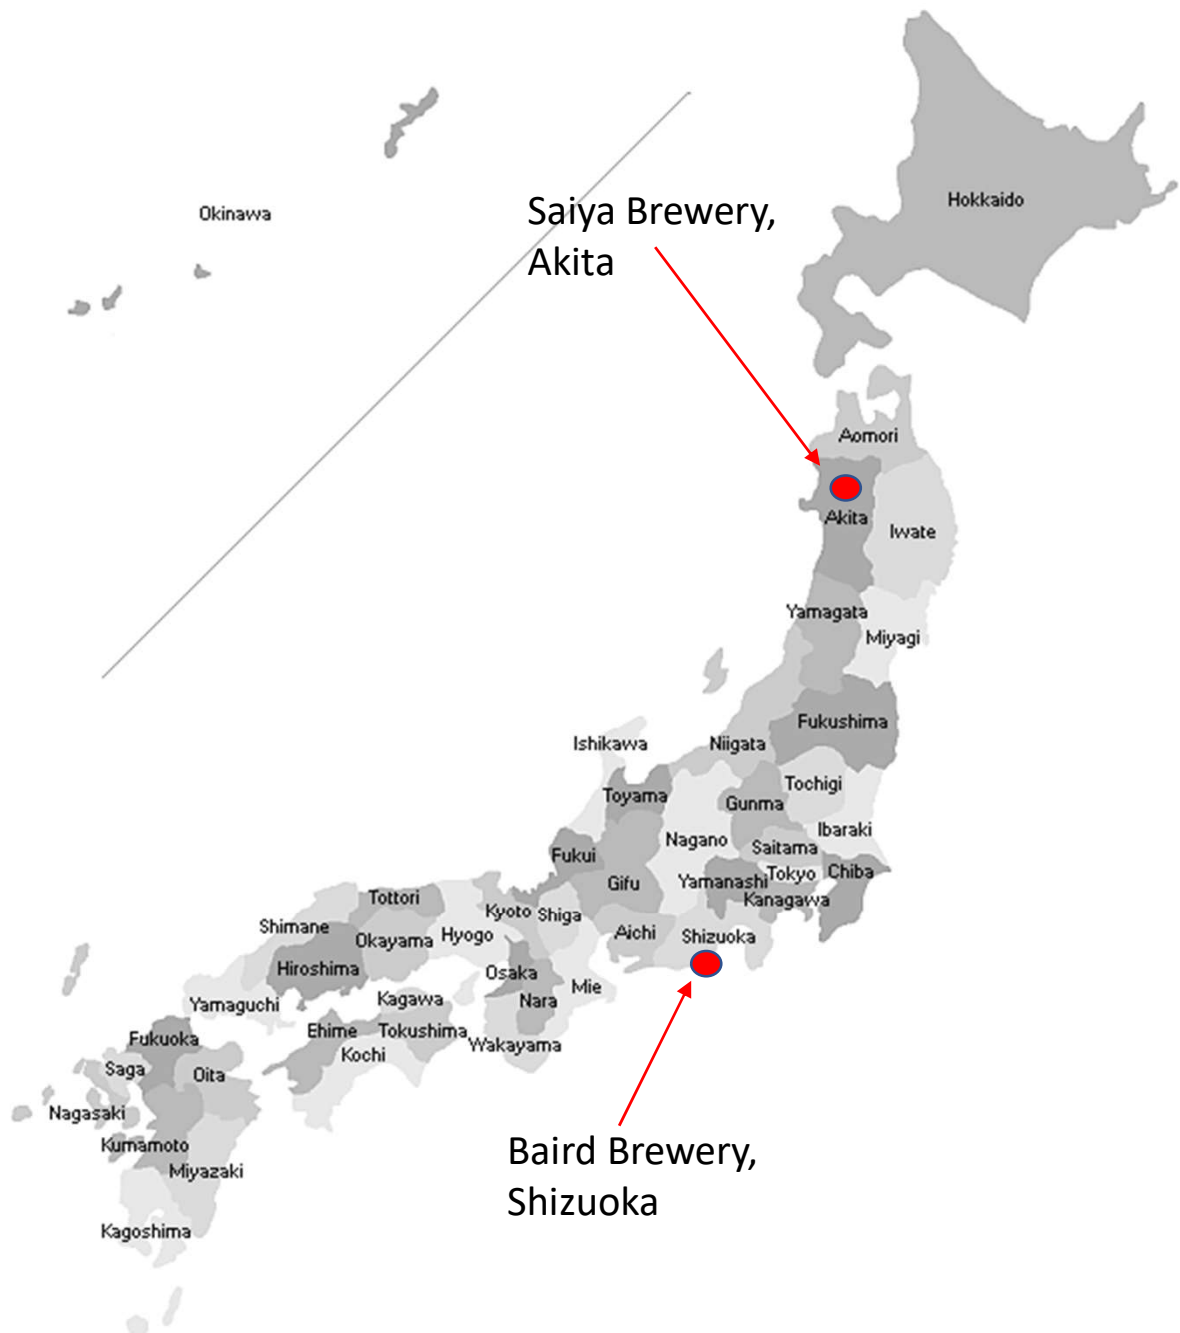 Hokkaido
Saiya Brewery,
Akita
Okinawa
Aomori
Akita
Iwate
Yamagata
Miyagi
Fukushima
Ishikawa
Niigata
Tochigi
Toyama
Gunma
Ibaraki
Nagano
Saitama
Fukui
Tokyo
Chiba
Yamanashi
Gifu
Kanagawa
Tottori
Kyoto
Shiga
Shimane
Okayama
Hyogo
Aichi
Shizuoka
Hiroshima
Osaka
Mie
Nara
Kagawa
Yamaguchi
Ehime
Tokushima
Fukuoka
Wakayama
Kochi
Saga
Oita
Nagasaki
Kumamoto
Miyazaki
Kagoshima
Baird Brewery,
Shizuoka